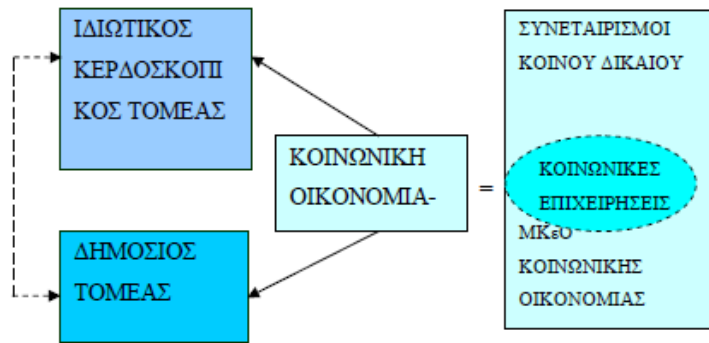 ΙΔΙΩΤΙΚΟΣ
ΚΕΡΔΟΣΚΟΠΙ
ΚΟΣ ΤΟΜΕΑΣ
ΔΗΜΟΣΙΟΣ
ΤΟΜΕΑΣ
ΚΟΙΝΩΝΙΚΗ
ΟΙΚΟΝΟΜΙΑ-
=
ΣΥΝΕΤΑΙΡΙΣΜΟΙ
ΚΟΙΝΟΥ ΔΙΚΑΙΟΥ
ΚΟΙΝΩΝΙΚΕΣ
ΕΠΙΧΕΙΡΗΣΕΙΣ
ΜΚεΟ
ΚΟΙΝΩΝΙΚΗΣ
ΟΙΚΟΝΟΜΙΑΣ